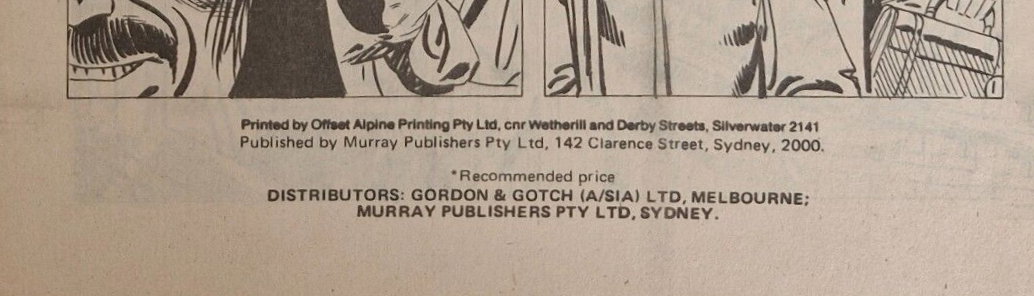 Printed by Offset Alpine Printing Pty Ltd, cnr Wetherill and Derby Streets, Silverwater 2141
Published by Murray Publishers Pty Ltd, 142 Clarence Street, Sydney, 2000.
*Recommended price
DISTRIBUTORS: GORDON & GOTCH (A/SIA) LTD, MELBOURNE;
MURRAY PUBLISHERS PTY LTD, SYDNEY.